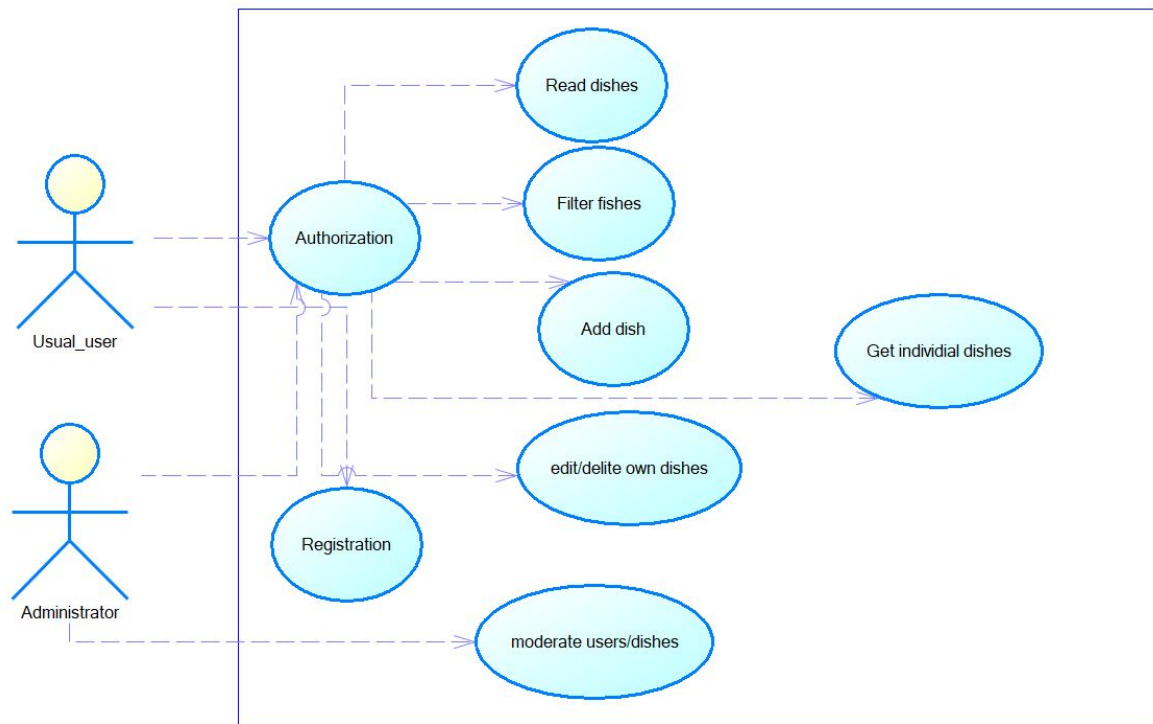 Read dishes
Filter fishes
Authorization
Add dish
Usual_user
Get individial dishes
edit/delite own dishes
Registration
Administrator
moderate users/dishes